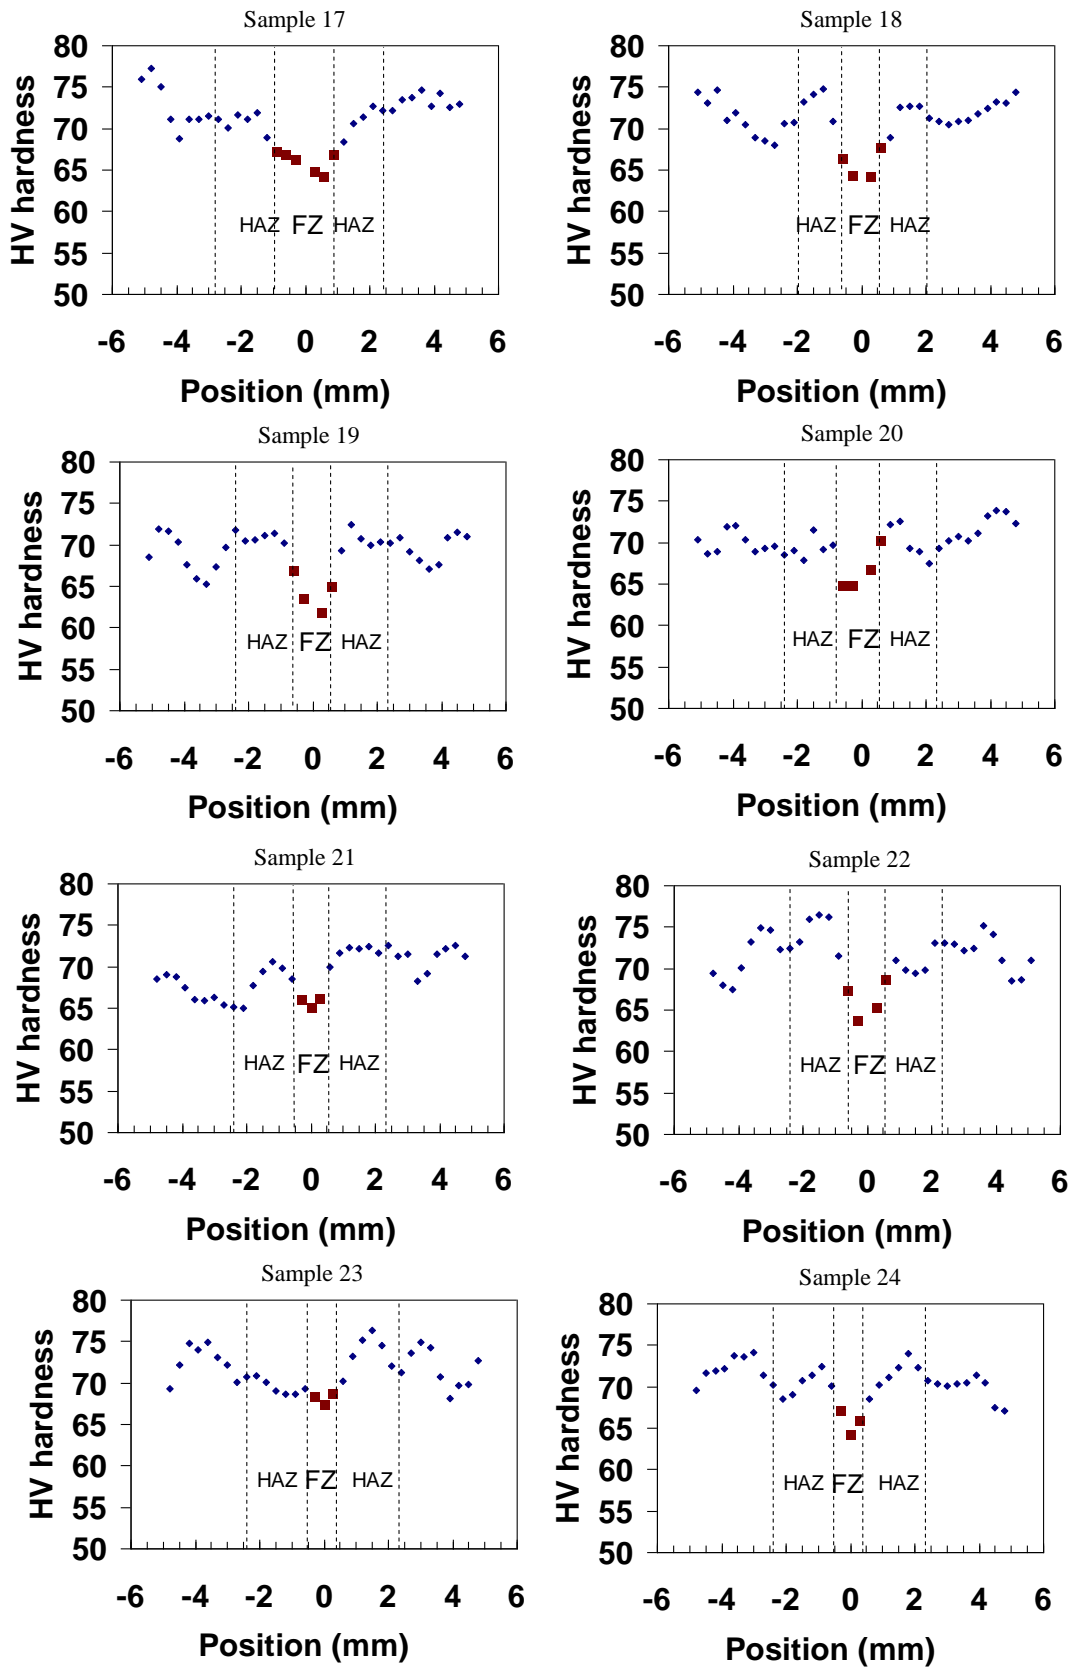 Sample 17
80
75
70
65
60
55
50
HV hardness
HAZ FZ HAZ
-6 -4 -2 0 2 4 6
Position (mm)
Sample 18
80
75
70
65
60
55
50
HV hardness
HAZ FZ HAZ
-6 -4 -2 0 2 4 6
Position (mm)
Sample 19
80
75
70
65
60
55
50
HV hardness
HAZ FZ HAZ
-6 -4 -2 0 2 4 6
Position (mm)
Sample 20
80
75
70
65
60
55
50
HV hardness
HAZ FZ HAZ
-6 -4 -2 0 2 4 6
Position (mm)
Sample 21
80
75
70
65
60
55
50
HV hardness
HAZ FZ HAZ
-6 -4 -2 0 2 4 6
Position (mm)
Sample 22
80
75
70
65
60
55
50
HV hardness
HAZ FZ HAZ
-6 -4 -2 0 2 4 6
Position (mm)
Sample 23
80
75
70
65
60
55
50
HV hardness
HAZ FZ HAZ
-6 -4 -2 0 2 4 6
Position (mm)
Sample 24
80
75
70
65
60
55
50
HV hardness
HAZ FZ HAZ
-6 -4 -2 0 2 4 6
Position (mm)